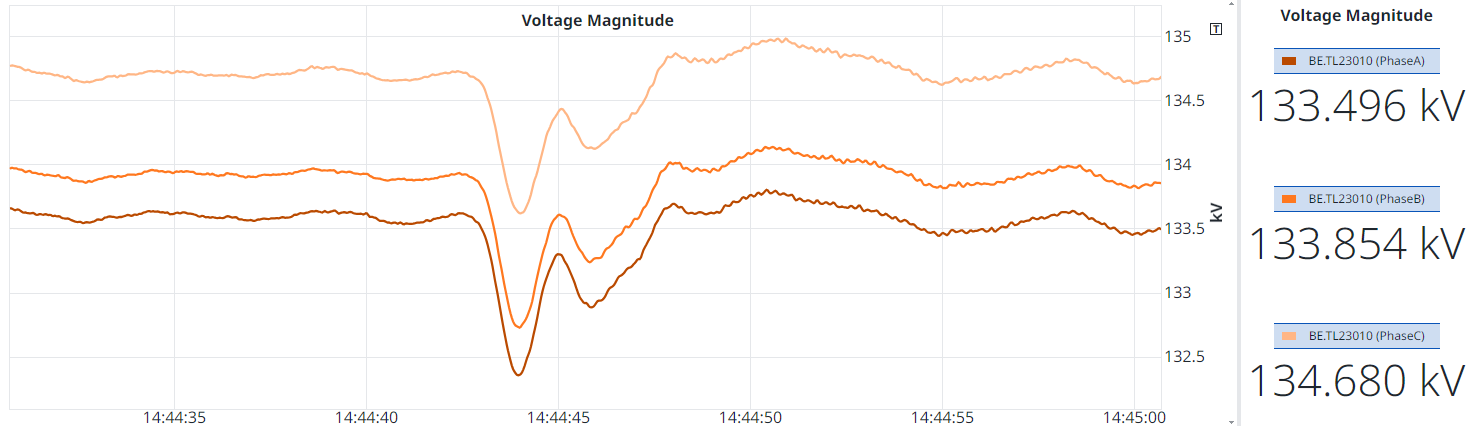 Voltage Magnitude
135
134.5
134
133.5
133
132.5
kV
T
14:44:35 14:44:40 14:44:45 14:44:50 14:44:55 14:45:00
Voltage Magnitude
BE.TL23010 (PhaseA)
133.496 kV
BE.TL23010 (PhaseB)
133.854 kV
BE.TL23010 (PhaseC)
134.680 kV